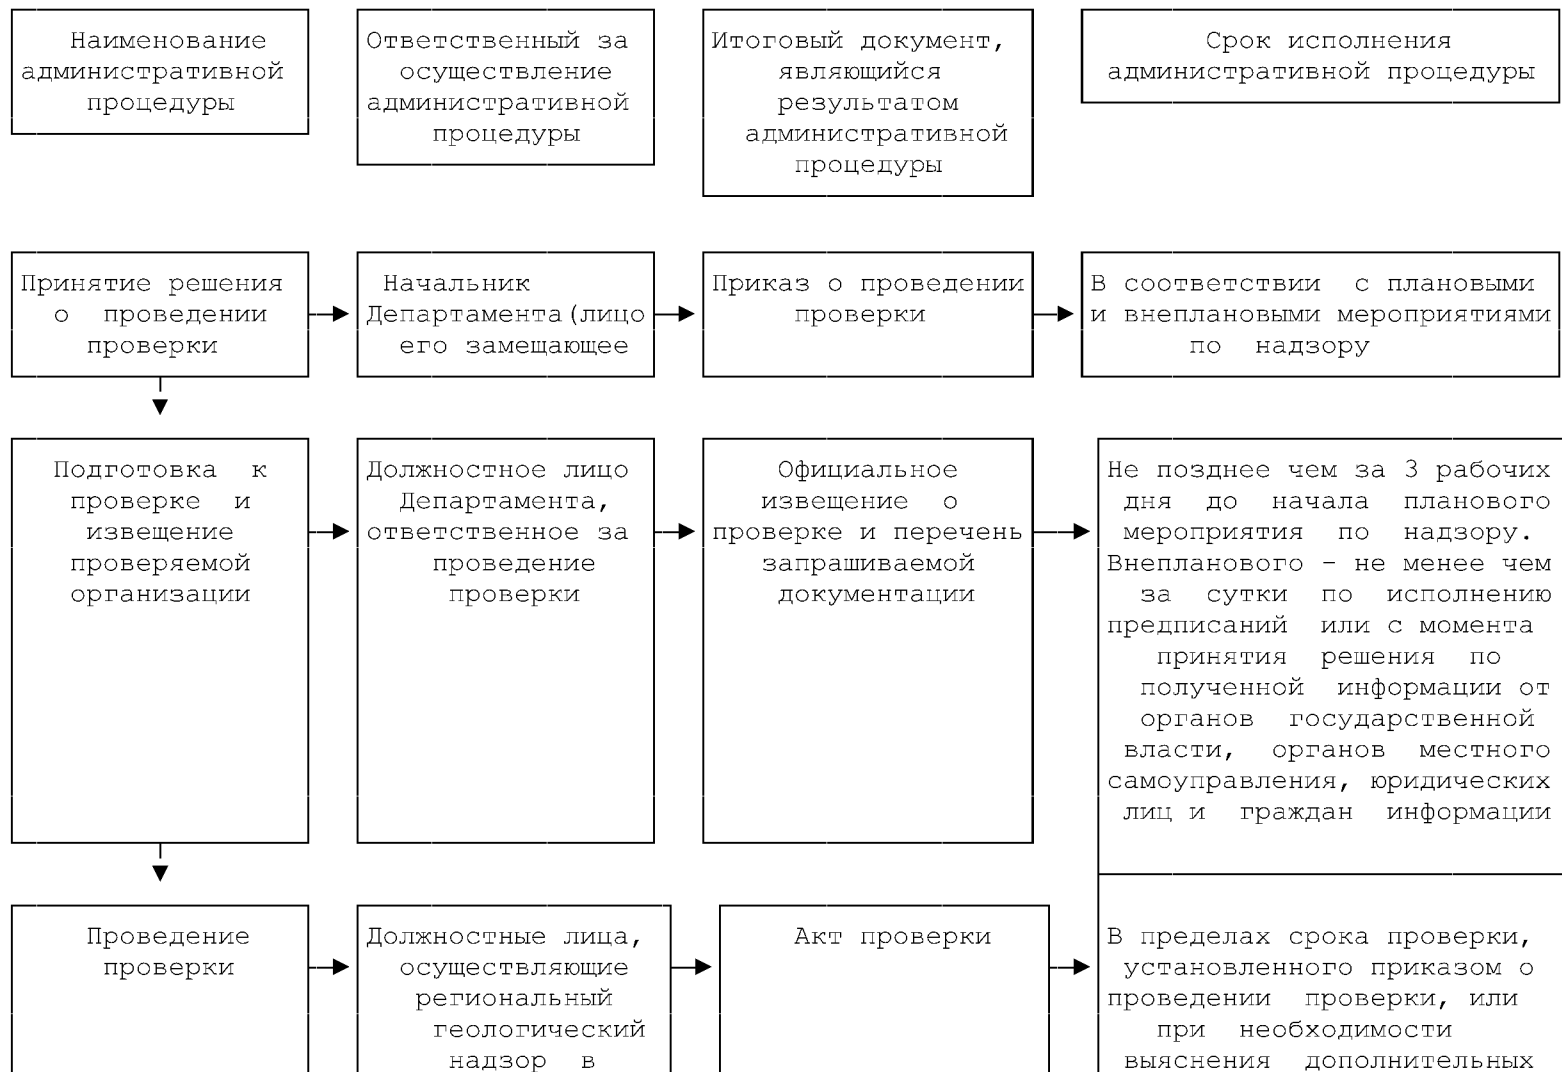 Наименование
административной
процедуры
Ответственный за
осуществление
административной
процедуры
Итоговый документ,
являющийся
результатом
административной
процедуры
Срок исполнения
административной процедуры
Принятие решения
о проведении
проверки
Начальник
Департамента(лицо
его замещающее
Приказ о проведении
проверки
В соответствии с плановыми
и внеплановыми мероприятиями
по надзору
Подготовка к
проверке и
извещение
проверяемой
организации
Должностное лицо
Департамента,
ответственное за
проведение
проверки
Официальное
извещение о
проверке и перечень
запрашиваемой
документации
Не позднее чем за 3 рабочих
дня до начала планового
мероприятия по надзору.
Внепланового - не менее чем
за сутки по исполнению
предписаний или с момента
принятия решения по
полученной информации от
органов государственной
власти, органов местного
самоуправления, юридических
лиц и граждан информации
Проведение
проверки
Должностные лица,
осуществляющие
региональный
геологический
надзор в
Акт проверки
В пределах срока проверки,
установленного приказом о
проведении проверки, или
при необходимости
выяснения дополнительных